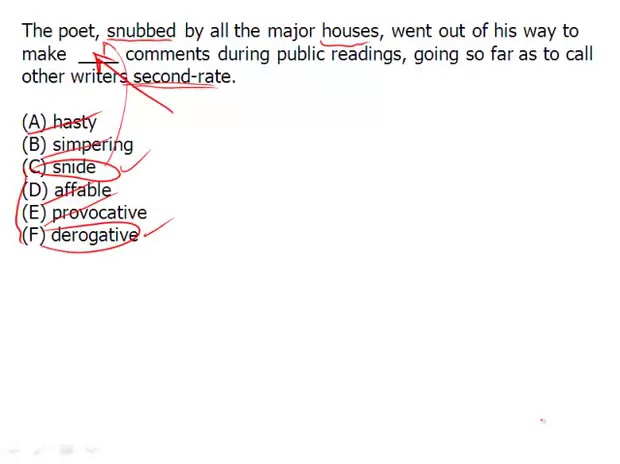 The poet, snubbed by all the major houses, went out of his way to
make ____ comments during public readings, going so far as to call
other writers second-rate.
(A) hasty
(B) simpering
(C) snide
(D) affable
(E) provocative
(F) derogative